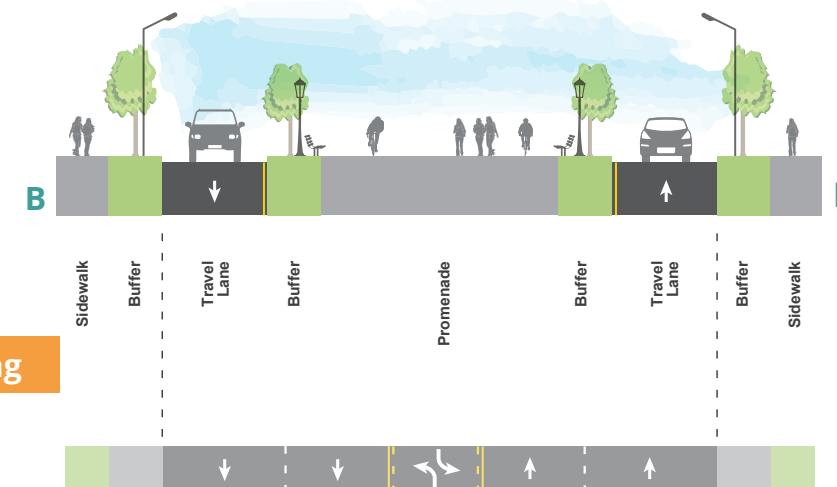 B
Sidewalk
Buffer
Travel
Lane
Buffer
Promenade
Buffer
Travel
Lane
Buffer
Sidewalk